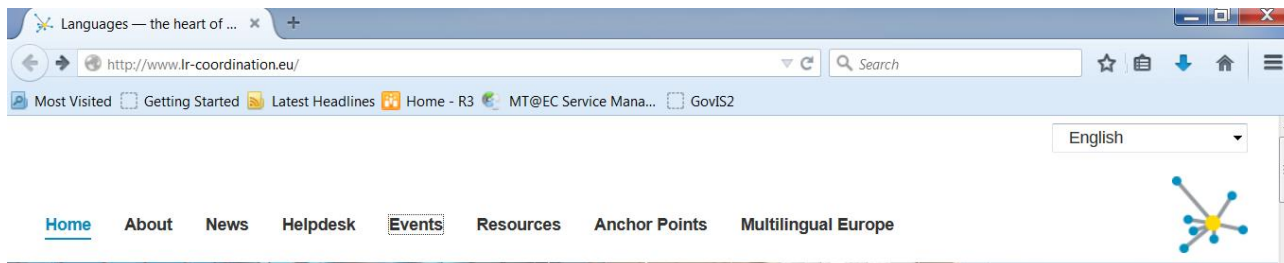 Languages — the heart of ...
http://www.lr-coordination.eu/ Search
Most Visited Getting Started Latest Headlines Home - R3 MT@EC Service Mana... GovIS2
English
Home About News Helpdesk Events Resources Anchor Points Multilingual Europe